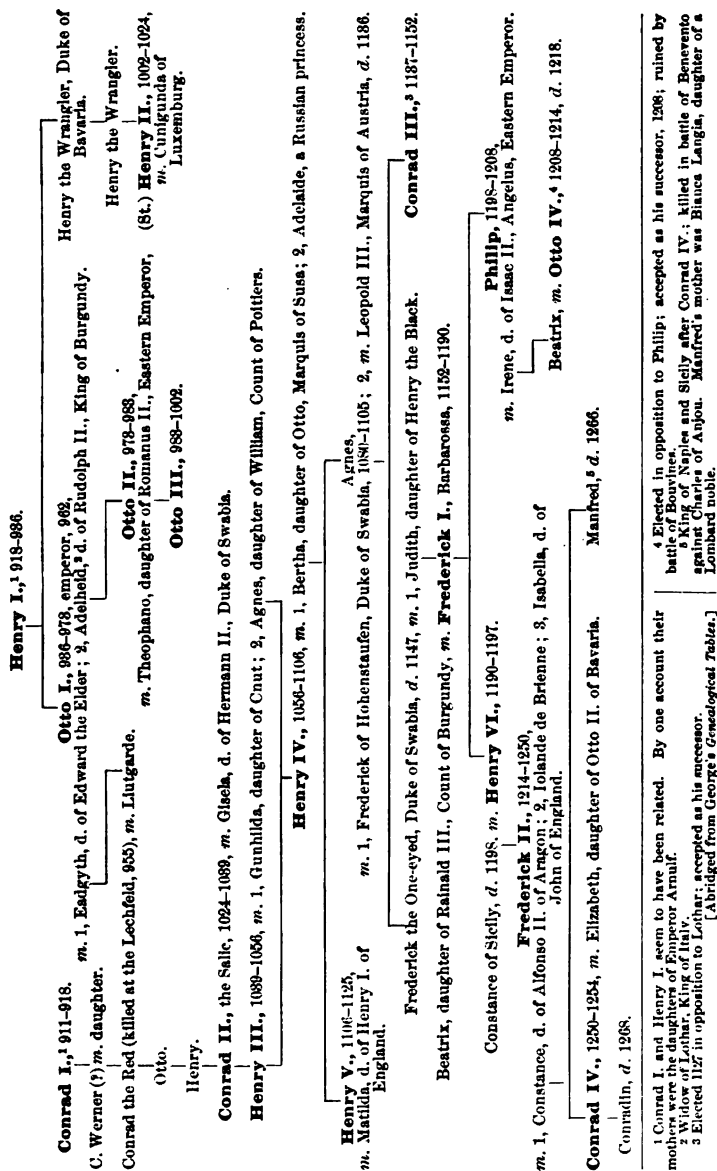 Henry I.,¹ 918–936.
Conrad I.,¹ 911–918.
Otto I., 936–973, emperor, 962,
Henry the Wrangler, Duke of
Bavaria.
C. Werner (?) m. daughter.
m. 1, Eadgyth, d. of Edward the Elder; 2, Adelheid,² d. of Rudolph II., King of Burgundy.
Henry the Wrangler.
Conrad the Red (killed at the Lechfeld, 955), m. Liutgarde.
Otto II., 973–983,
m. Theophano, daughter of Romanus II., Eastern Emperor,
(St.) Henry II., 1002–1024,
m. Cunigunda of
Luxemburg.
Otto.
Otto III., 983–1002.
Henry.
Conrad II., the Salic, 1024–1039, m. Gisela, d. of Hermann II., Duke of Swabia.
Henry III., 1039–1056, m. 1, Gunhilda, daughter of Cnut; 2, Agnes, daughter of William, Count of Poitiers.
Henry IV., 1056–1106, m. 1, Bertha, daughter of Otto, Marquis of Susa; 2, Adelaide, a Russian princess.
Henry V., 1106–1125,
m. Matilda, d. of Henry I. of
England.
Agnes,
m. 1, Frederick of Hohenstaufen, Duke of Swabia, 1080–1105; 2, m. Leopold III., Marquis of Austria, d. 1136.
Frederick the One-eyed, Duke of Swabia, d. 1147, m. 1, Judith, daughter of Henry the Black.
Conrad III.,³ 1137–1152.
Beatrix, daughter of Rainald III., Count of Burgundy, m. Frederick I., Barbarossa, 1152–1190.
Constance of Sicily, d. 1198. m. Henry VI., 1190–1197.
Philip, 1198–1208,
m. Irene, d. of Isaac II., Angelus, Eastern Emperor.
Frederick II., 1214–1250,
m. 1, Constance, d. of Alfonso II. of Aragon; 2, Iolande de Brienne; 3, Isabella, d. of
John of England.
Beatrix, m. Otto IV.,⁴ 1208–1214, d. 1218.
Conrad IV., 1250–1254, m. Elizabeth, daughter of Otto II. of Bavaria.
Manfred,⁵ d. 1266.
Conradin, d. 1268.
¹ Conrad I. and Henry I. seem to have been related. By one account their
mothers were the daughters of Emperor Arnulf.
² Widow of Lothar, King of Italy.
³ Elected 1127 in opposition to Lothar; accepted as his successor.
[Abridged from George's Genealogical Tables.]
4 Elected in opposition to Philip; accepted as his successor, 1208; ruined by
battle of Bouvines.
⁵ King of Naples and Sicily after Conrad IV.; killed in battle of Benevento
against Charles of Anjou. Manfred's mother was Bianca Langia, daughter of a
Lombard noble.